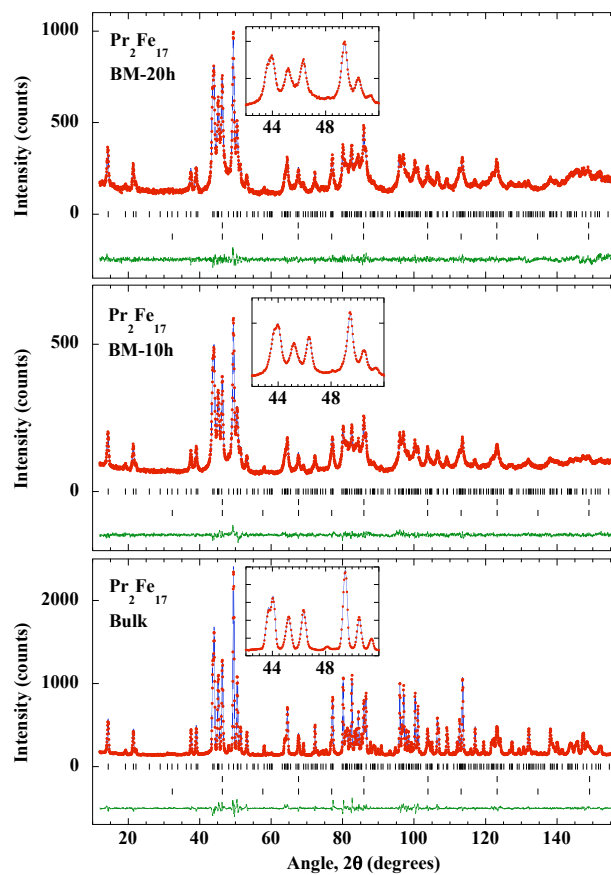 Pr2Fe17
BM-20h
Intensity (counts)
1000
500
0
44 48
Pr2Fe17
BM-10h
Intensity (counts)
500
0
44 48
Pr2Fe17
Bulk
Intensity (counts)
2000
1000
0
44 48
20 40 60 80 100 120 140
Angle, 2θ (degrees)